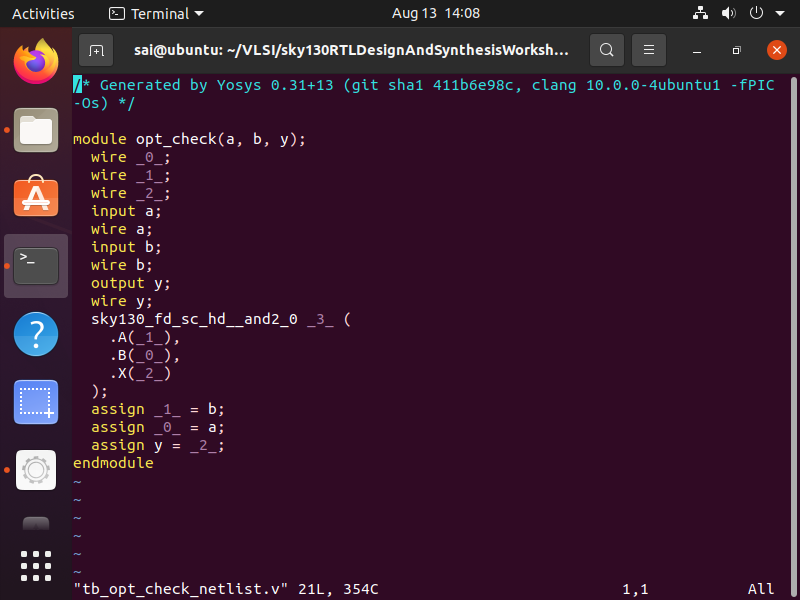 Activities Terminal Aug 13 14:08
sai@ubuntu: ~/VLSI/sky130RTLDesignAndSynthesisWorksh...
/* Generated by Yosys 0.31+13 (git sha1 411b6e98c, clang 10.0.0-4ubuntu1 -fPIC
-Os) */
module opt_check(a, b, y);
wire _0_;
wire _1_;
wire _2_;
input a;
wire a;
input b;
wire b;
output y;
wire y;
sky130_fd_sc_hd__and2_0 _3_ (
.A(_1_),
.B(_0_),
.X(_2_)
);
assign _1_ = b;
assign _0_ = a;
assign y = _2_;
endmodule
~
~
~
~
~
~
"tb_opt_check_netlist.v" 21L, 354C 1,1 All